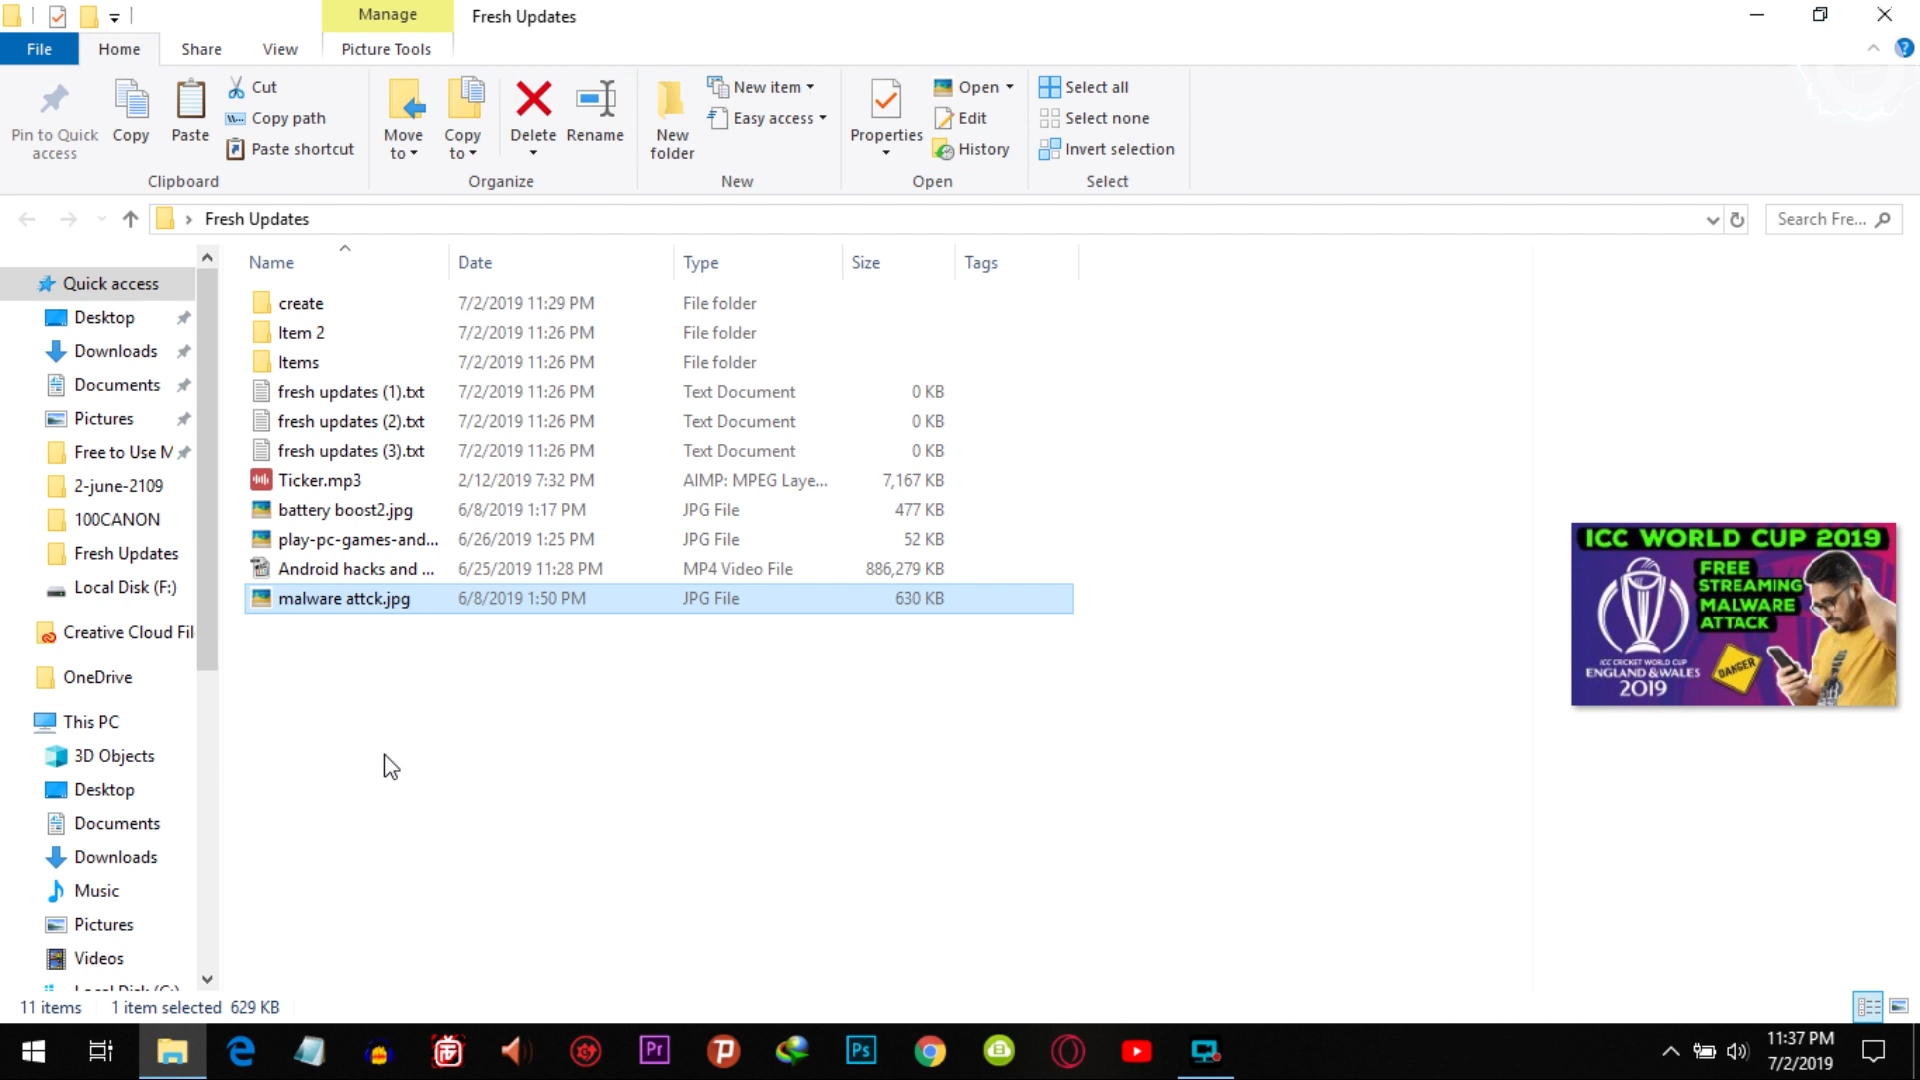 Manage
Fresh Updates
File
Home
Share
View
Picture Tools
Pin to Quick
access
Copy
Paste
Cut
Copy path
Paste shortcut
Clipboard
Move
to
Copy
to
Delete
Rename
Organize
New
folder
New item
Easy access
New
Properties
Open
Edit
History
Open
Select all
Select none
Invert selection
Select
Fresh Updates
Search Fre...
Name Date Type Size Tags
create 7/2/2019 11:29 PM File folder
Item 2 7/2/2019 11:26 PM File folder
Items 7/2/2019 11:26 PM File folder
fresh updates (1).txt 7/2/2019 11:26 PM Text Document 0 KB
fresh updates (2).txt 7/2/2019 11:26 PM Text Document 0 KB
fresh updates (3).txt 7/2/2019 11:26 PM Text Document 0 KB
Ticker.mp3 2/12/2019 7:32 PM AIMP: MPEG Laye... 7,167 KB
battery boost2.jpg 6/8/2019 1:17 PM JPG File 477 KB
play-pc-games-and... 6/26/2019 1:25 PM JPG File 52 KB
Android hacks and ... 6/25/2019 11:28 PM MP4 Video File 886,279 KB
malware attck.jpg 6/8/2019 1:50 PM JPG File 630 KB
Quick access
Desktop
Downloads
Documents
Pictures
Free to Use M
2-june-2109
100CANON
Fresh Updates
Local Disk (F:)
Creative Cloud Fil
OneDrive
This PC
3D Objects
Desktop
Documents
Downloads
Music
Pictures
Videos
Local Disk (C:)
ICC WORLD CUP 2019
FREE
STREAMING
MALWARE
ATTACK
DANGER
ICC CRICKET WORLD CUP
ENGLAND & WALES
2019
11 items 1 item selected 629 KB
Pr
Ps
11:37 PM
7/2/2019